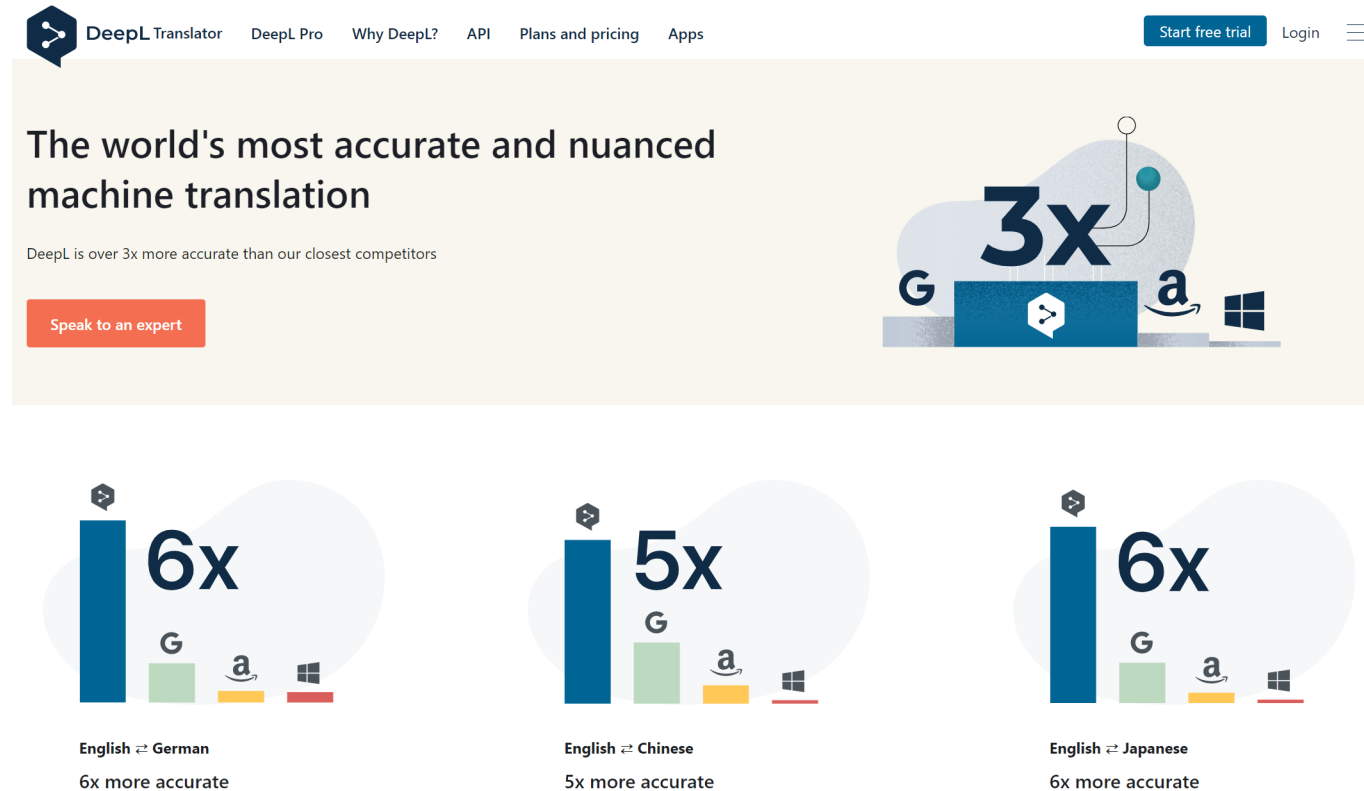 DeepL Translator DeepL Pro Why DeepL? API Plans and pricing Apps Start free trial Login
The world's most accurate and nuanced
machine translation
DeepL is over 3x more accurate than our closest competitors
Speak to an expert
3x
G
a
6x
G
a
5x
G
a
6x
G
a
English ⇄ German
6x more accurate
English ⇄ Chinese
5x more accurate
English ⇄ Japanese
6x more accurate